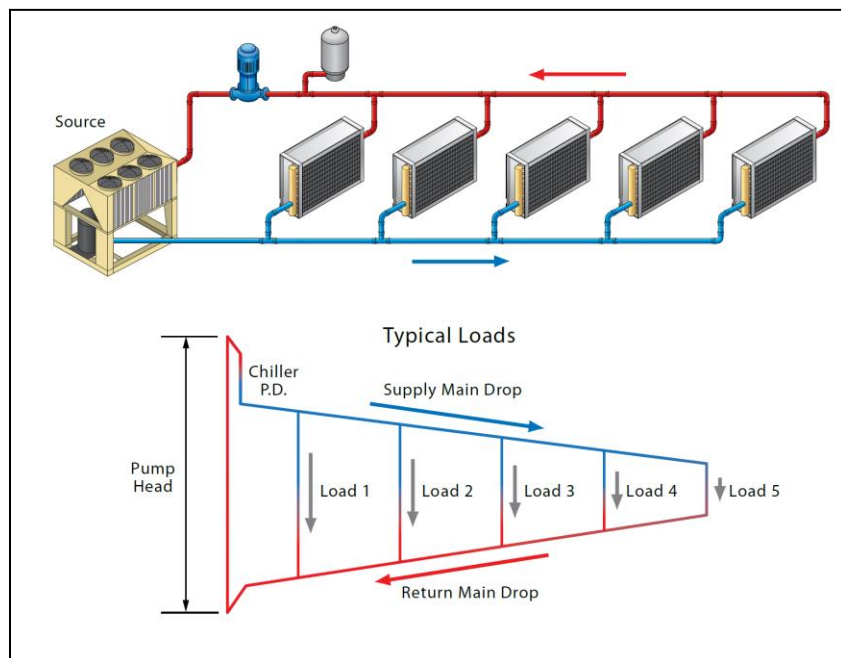 Source
Typical Loads
Chiller
P.D.
Supply Main Drop
Pump
Head
Load 1
Load 2
Load 3
Load 4
Load 5
Return Main Drop